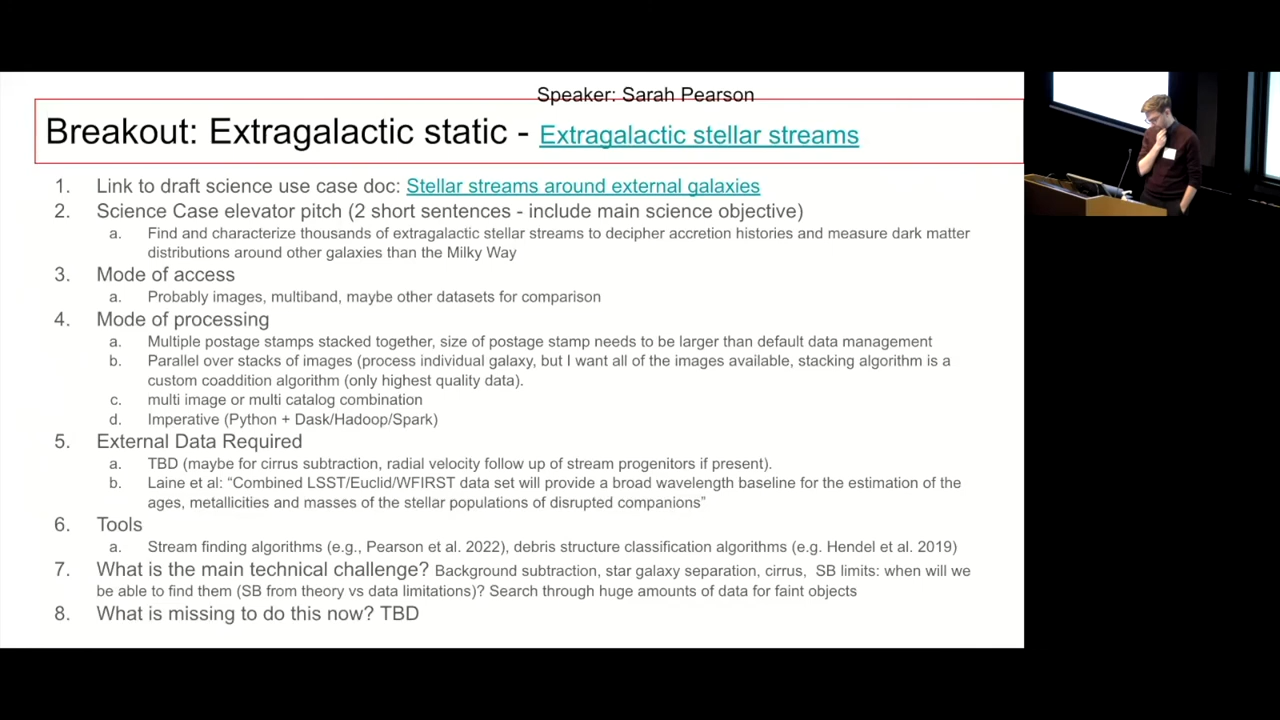 Speaker: Sarah Pearson
Breakout: Extragalactic static - Extragalactic stellar streams
1. Link to draft science use case doc: Stellar streams around external galaxies
2. Science Case elevator pitch (2 short sentences - include main science objective)
a. Find and characterize thousands of extragalactic stellar streams to decipher accretion histories and measure dark matter
distributions around other galaxies than the Milky Way
3. Mode of access
a. Probably images, multiband, maybe other datasets for comparison
4. Mode of processing
a. Multiple postage stamps stacked together, size of postage stamp needs to be larger than default data management
b. Parallel over stacks of images (process individual galaxy, but I want all of the images available, stacking algorithm is a
custom coaddition algorithm (only highest quality data).
c. multi image or multi catalog combination
d. Imperative (Python + Dask/Hadoop/Spark)
5. External Data Required
a. TBD (maybe for cirrus subtraction, radial velocity follow up of stream progenitors if present).
b. Laine et al: “Combined LSST/Euclid/WFIRST data set will provide a broad wavelength baseline for the estimation of the
ages, metallicities and masses of the stellar populations of disrupted companions”
6. Tools
a. Stream finding algorithms (e.g., Pearson et al. 2022), debris structure classification algorithms (e.g. Hendel et al. 2019)
7. What is the main technical challenge? Background subtraction, star galaxy separation, cirrus, SB limits: when will we
be able to find them (SB from theory vs data limitations)? Search through huge amounts of data for faint objects
8. What is missing to do this now? TBD